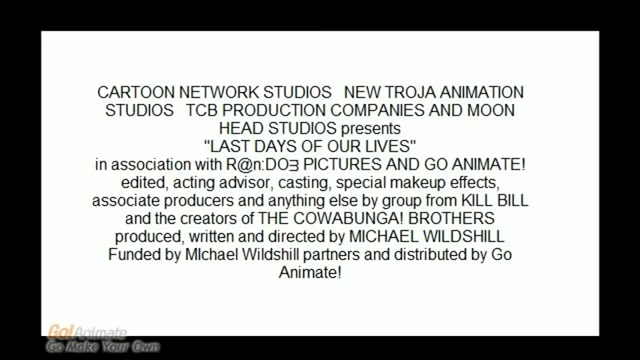 CARTOON NETWORK STUDIOS   NEW TROJA ANIMATION
STUDIOS   TCB PRODUCTION COMPANIES AND MOON
HEAD STUDIOS presents
"LAST DAYS OF OUR LIVES"
in association with R@n:DOƎ PICTURES AND GO ANIMATE!
edited, acting advisor, casting, special makeup effects,
associate producers and anything else by group from KILL BILL
and the creators of THE COWABUNGA! BROTHERS
produced, written and directed by MICHAEL WILDSHILL
Funded by MIchael Wildshill partners and distributed by Go
Animate!
Go!Animate
Go Make Your Own